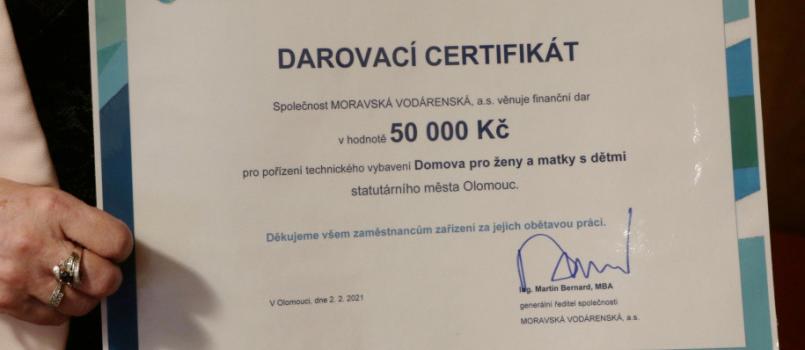 DAROVACÍ CERTIFIKÁT
Společnost MORAVSKÁ VODÁRENSKÁ, a.s. věnuje finanční dar
v hodnotě 50 000 Kč
pro pořízení technického vybavení Domova pro ženy a matky s dětmi
statutárního města Olomouc.
Děkujeme všem zaměstnancům zařízení za jejich obětavou práci.
V Olomouci, dne 2. 2. 2021
Ing. Martin Bernard, MBA
generální ředitel společnosti
MORAVSKÁ VODÁRENSKÁ, a.s.